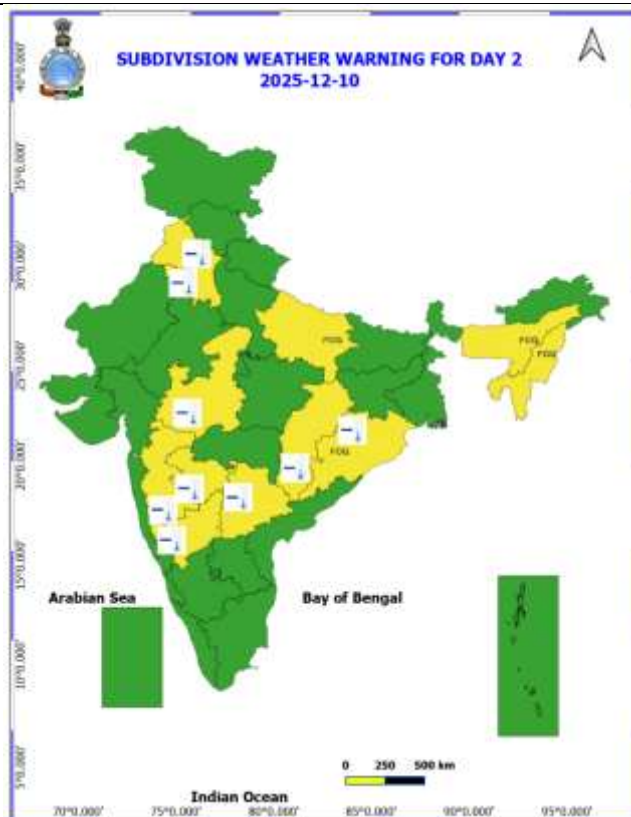 SUBDIVISION WEATHER WARNING FOR DAY 2
2025-12-10
40°0.000'
35°0.000'
30°0.000'
25°0.000'
20°0.000'
15°0.000'
10°0.000'
5°0.000'
FOG
FOG
FOG
FOG
Arabian Sea
Bay of Bengal
0 250 500 km
Indian Ocean
70°0.000' 75°0.000' 80°0.000' 85°0.000' 90°0.000' 95°0.000'